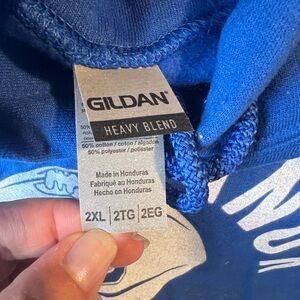 GILDAN
HEAVY BLEND
50% cotton / coton / algodón
50% polyester / poliéster
Made in Honduras
Fabriqué au Honduras
Hecho en Honduras
2XL | 2TG | 2EG